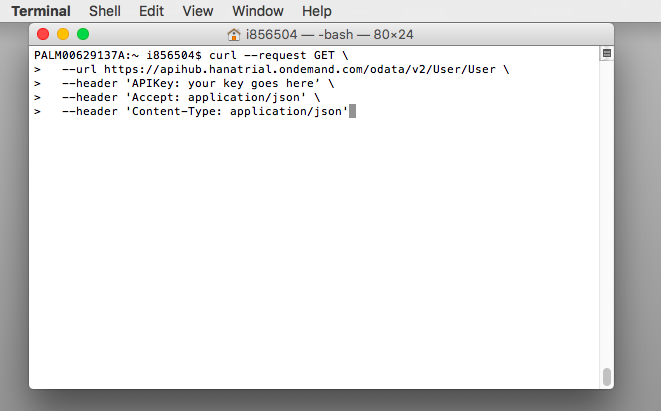 Terminal Shell Edit View Window Help
i856504 — -bash — 80×24
PALM00629137A:~ i856504$ curl --request GET \
>   --url https://apihub.hanatrial.ondemand.com/odata/v2/User/User \
>   --header 'APIKey: your key goes here’ \
>   --header 'Accept: application/json' \
>   --header 'Content-Type: application/json'